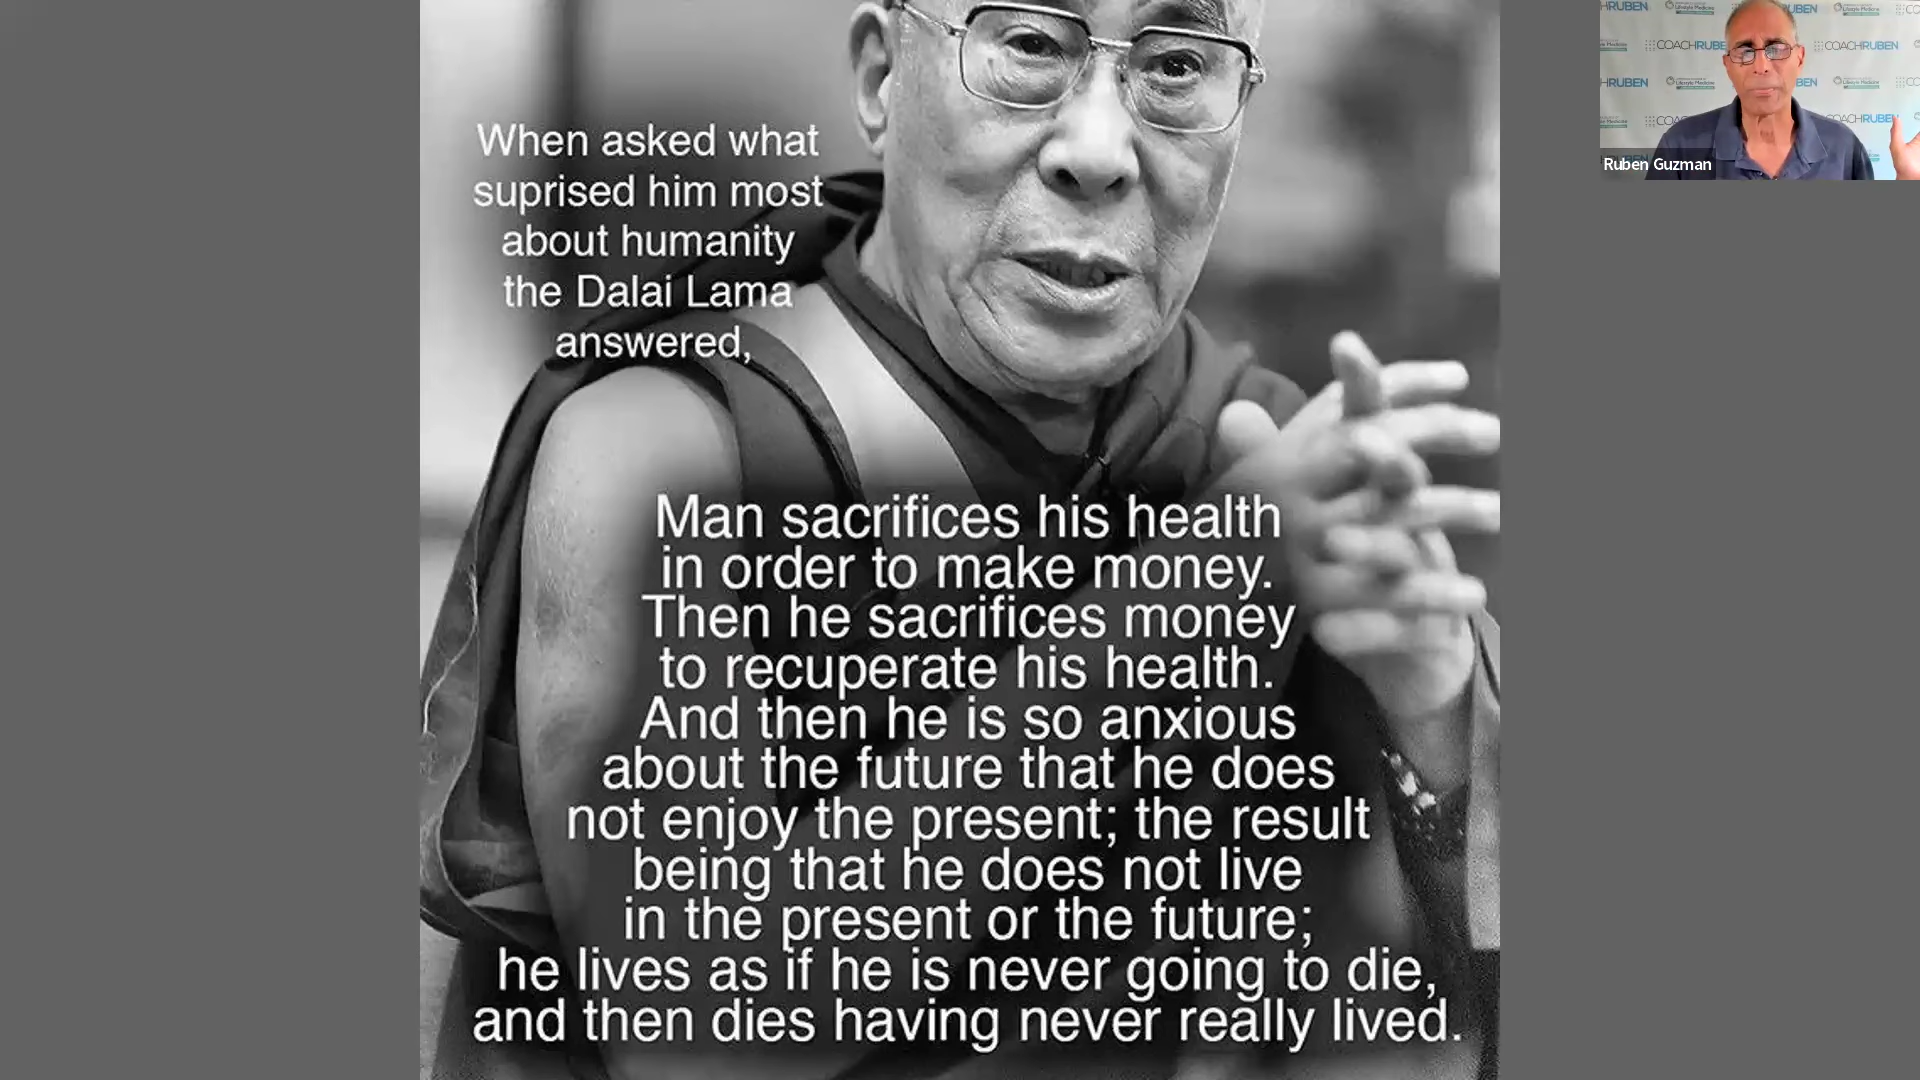 When asked what
suprised him most
about humanity
the Dalai Lama
answered,
Man sacrifices his health
in order to make money.
Then he sacrifices money
to recuperate his health.
And then he is so anxious
about the future that he does
not enjoy the present; the result
being that he does not live
in the present or the future;
he lives as if he is never going to die,
and then dies having never really lived.
COACHRUBEN
Lifestyle Medicine
Ruben Guzman